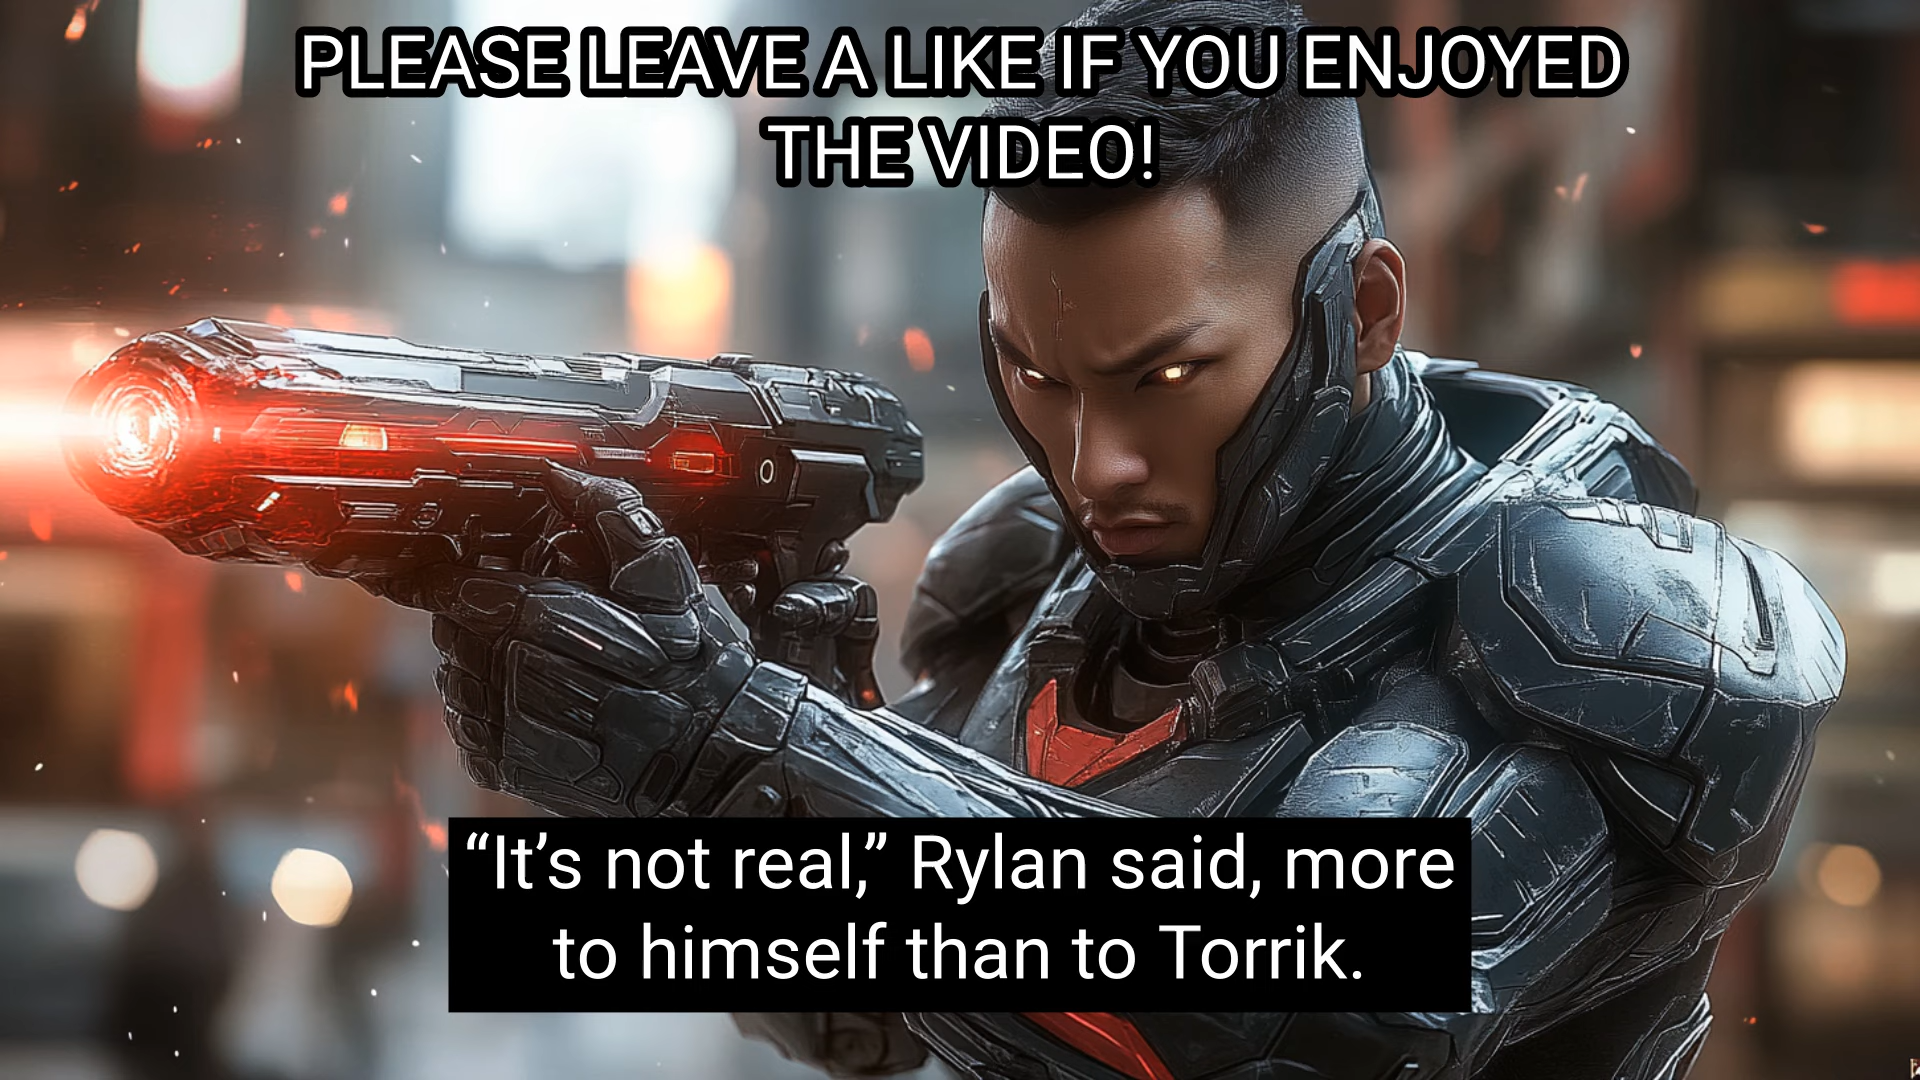 PLEASE LEAVE A LIKE IF YOU ENJOYED
THE VIDEO!
“It’s not real,” Rylan said, more
to himself than to Torrik.